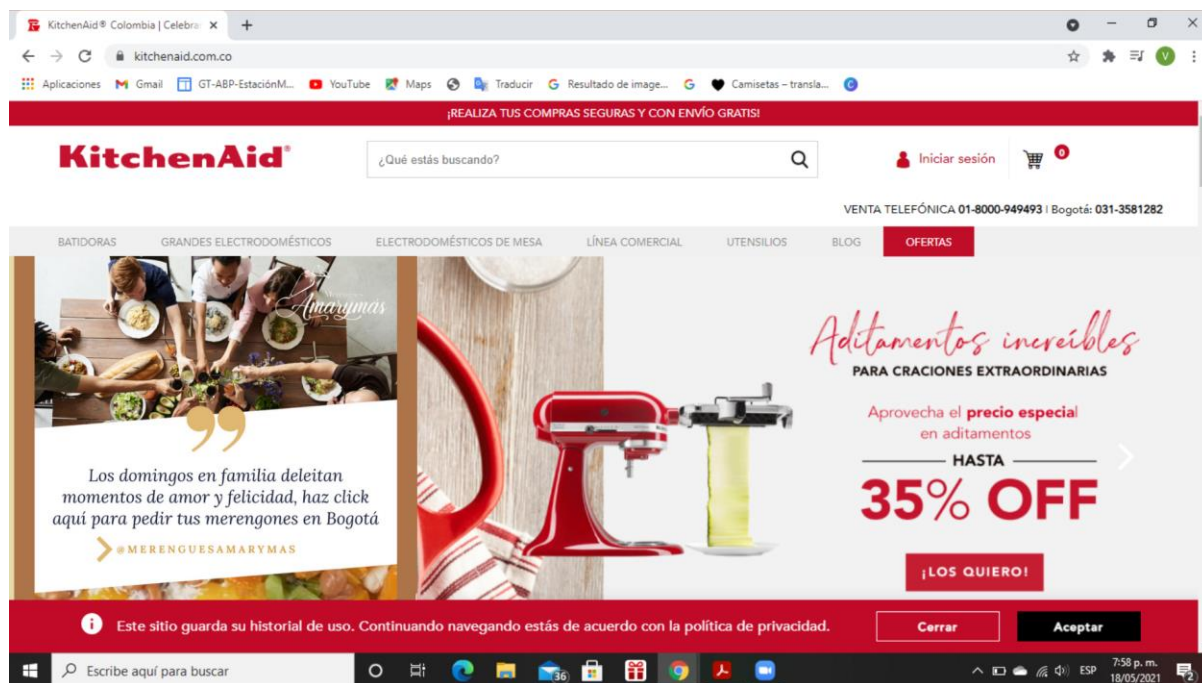 KitchenAid® Colombia | Celebra
kitchenaid.com.co
V
Aplicaciones
Gmail
GT-ABP-EstaciónM...
YouTube
Maps
Traducir
Resultado de image...
Camisetas – transla...
¡REALIZA TUS COMPRAS SEGURAS Y CON ENVÍO GRATIS!
KitchenAid®
¿Qué estás buscando?
Iniciar sesión
0
VENTA TELEFÓNICA 01-8000-949493 | Bogotá: 031-3581282
BATIDORAS
GRANDES ELECTRODOMÉSTICOS
ELECTRODOMÉSTICOS DE MESA
LÍNEA COMERCIAL
UTENSILIOS
BLOG
OFERTAS
Amarymás
Los domingos en familia deleitan
momentos de amor y felicidad, haz click
aquí para pedir tus merengones en Bogotá
@MERENGUESAMARYMAS
Aditamentos increíbles
PARA CRACIONES EXTRAORDINARIAS
Aprovecha el precio especial
en aditamentos
HASTA
35% OFF
¡LOS QUIERO!
Este sitio guarda su historial de uso. Continuando navegando estás de acuerdo con la política de privacidad.
Cerrar
Aceptar
Escribe aquí para buscar
36
ESP
7:58 p. m.
18/05/2021
2